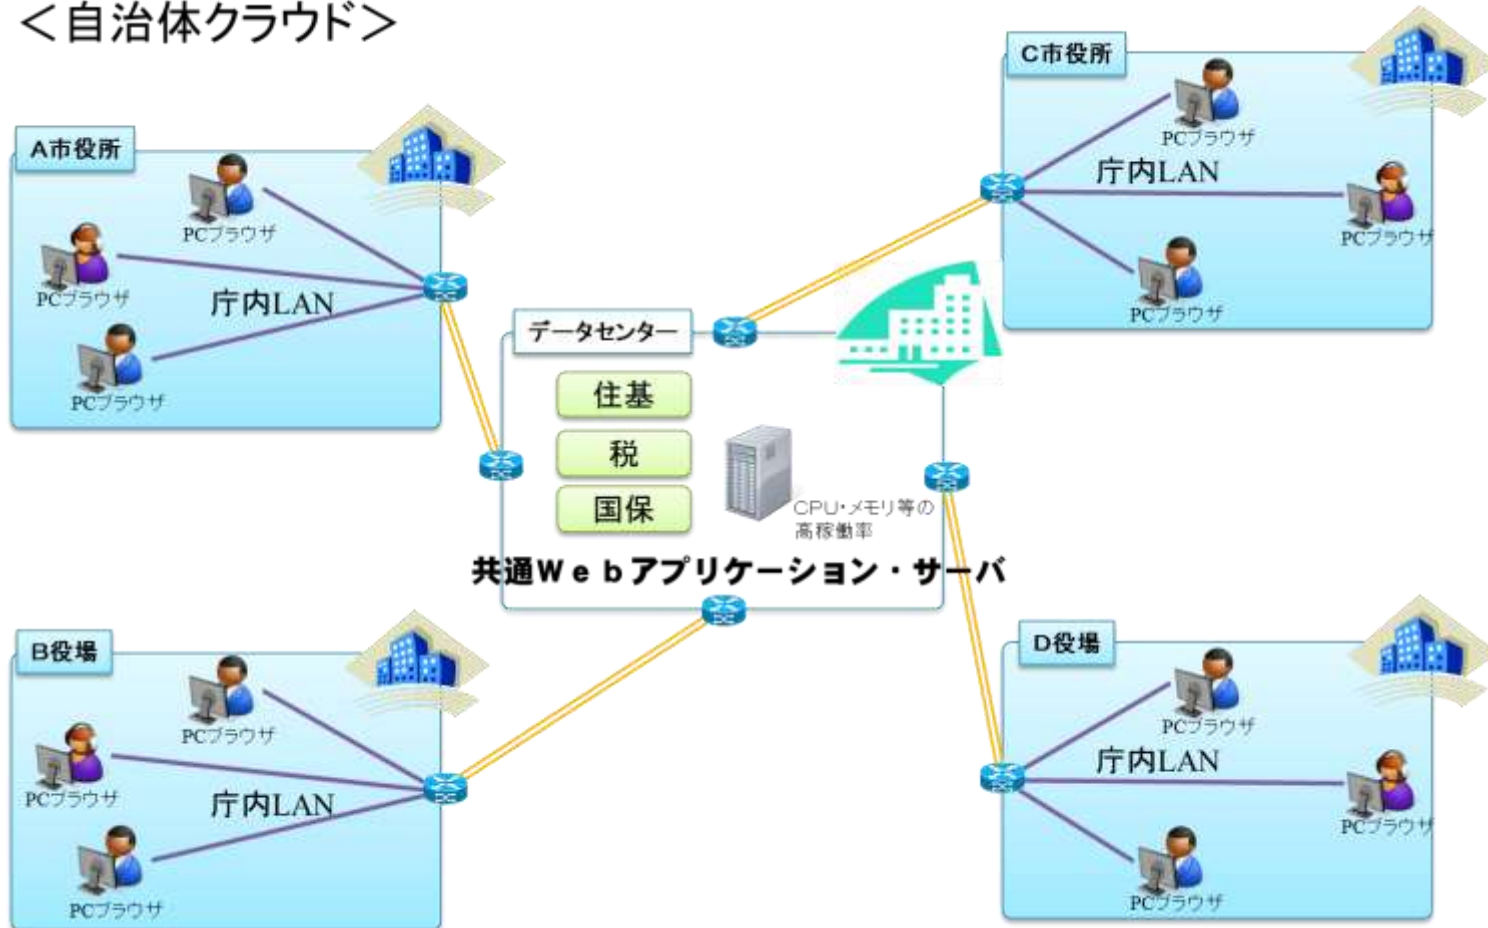 ＜自治体クラウド＞
A市役所
PCブラウザ
PCブラウザ
庁内LAN
PCブラウザ
C市役所
PCブラウザ
庁内LAN
PCブラウザ
PCブラウザ
データセンター
住基
税
国保
CPU・メモリ等の
高稼働率
共通Ｗｅｂアプリケーション・サーバ
B役場
PCブラウザ
PCブラウザ
庁内LAN
PCブラウザ
D役場
PCブラウザ
庁内LAN
PCブラウザ
PCブラウザ